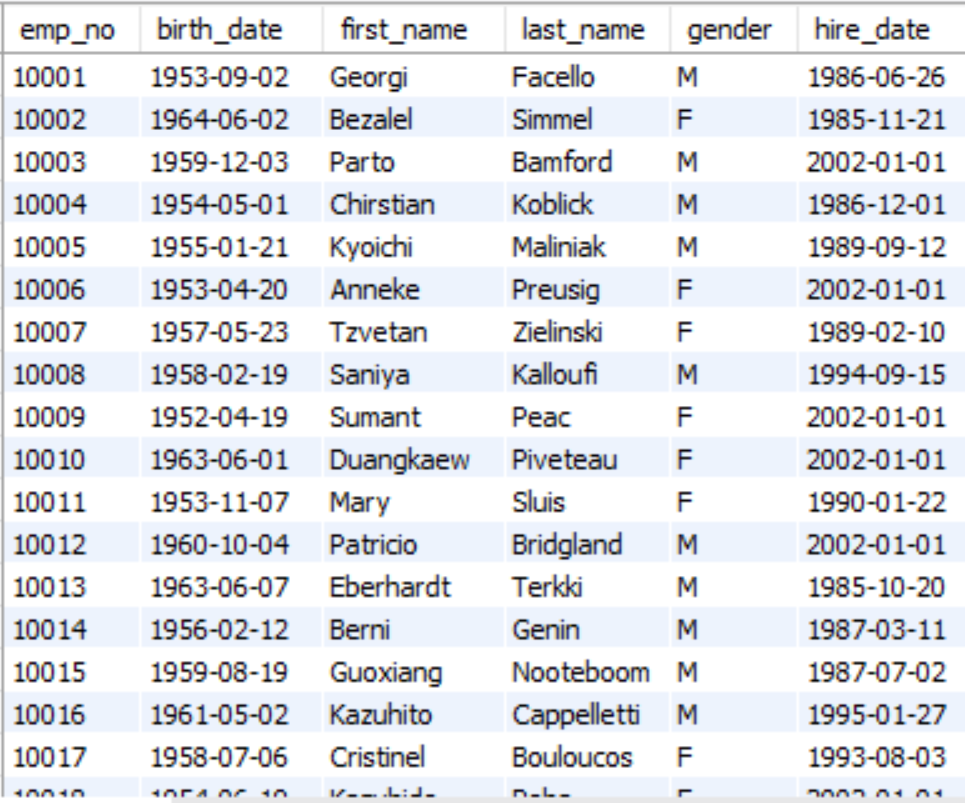 emp_no birth_date first_name last_name gender hire_date
10001 1953-09-02 Georgi Facello M 1986-06-26
10002 1964-06-02 Bezalel Simmel F 1985-11-21
10003 1959-12-03 Parto Bamford M 2002-01-01
10004 1954-05-01 Chirstian Koblick M 1986-12-01
10005 1955-01-21 Kyoichi Maliniak M 1989-09-12
10006 1953-04-20 Anneke Preusig F 2002-01-01
10007 1957-05-23 Tzvetan Zielinski F 1989-02-10
10008 1958-02-19 Saniya Kalloufi M 1994-09-15
10009 1952-04-19 Sumant Peac F 2002-01-01
10010 1963-06-01 Duangkaew Piveteau F 2002-01-01
10011 1953-11-07 Mary Sluis F 1990-01-22
10012 1960-10-04 Patricio Bridgland M 2002-01-01
10013 1963-06-07 Eberhardt Terkki M 1985-10-20
10014 1956-02-12 Berni Genin M 1987-03-11
10015 1959-08-19 Guoxiang Nooteboom M 1987-07-02
10016 1961-05-02 Kazuhito Cappelletti M 1995-01-27
10017 1958-07-06 Cristinel Bouloucos F 1993-08-03